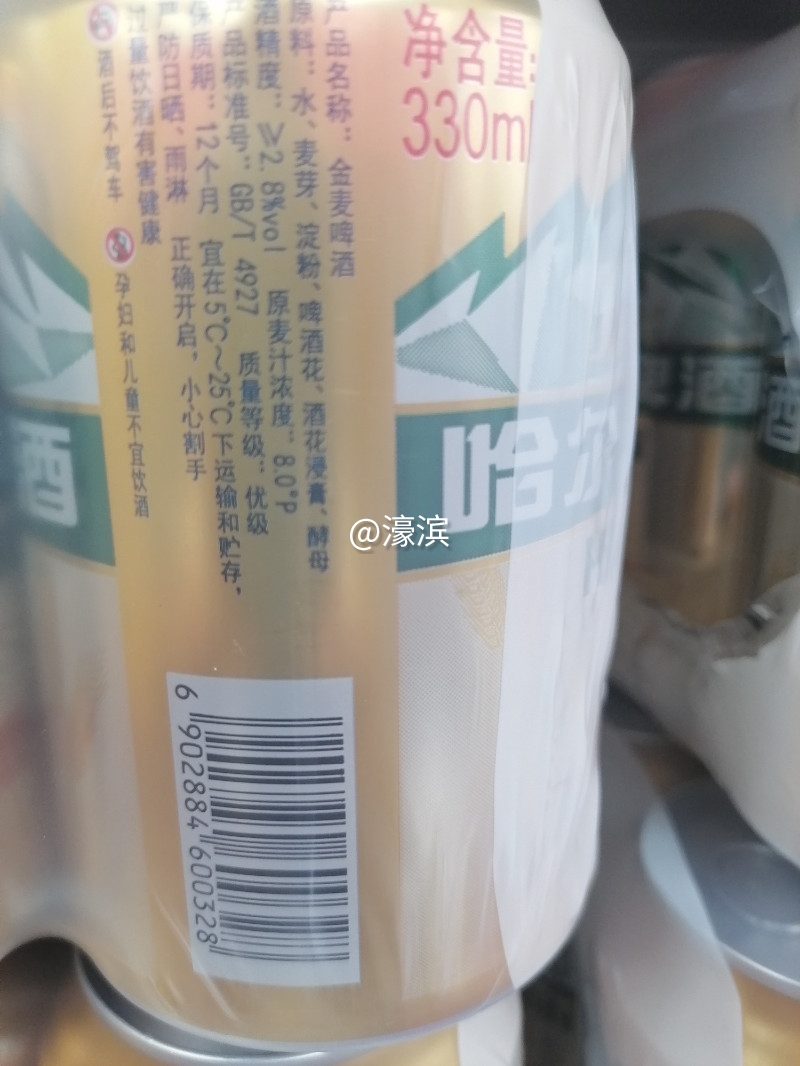 净含量:
330ml
产品名称：金麦啤酒
原料：水、麦芽、淀粉、啤酒花、酒花浸膏、酵母
酒精度：≥2.8%vol 原麦汁浓度：8.0°P
产品标准号：GB/T 4927 质量等级：优级
保质期：12个月 宜在5℃～25℃下运输和贮存，
严防日晒、雨淋 正确开启，小心割手
过量饮酒有害健康
酒后不驾车 孕妇和儿童不宜饮酒
哈尔
酒
啤酒
酒
@濠滨
6 902884 600328